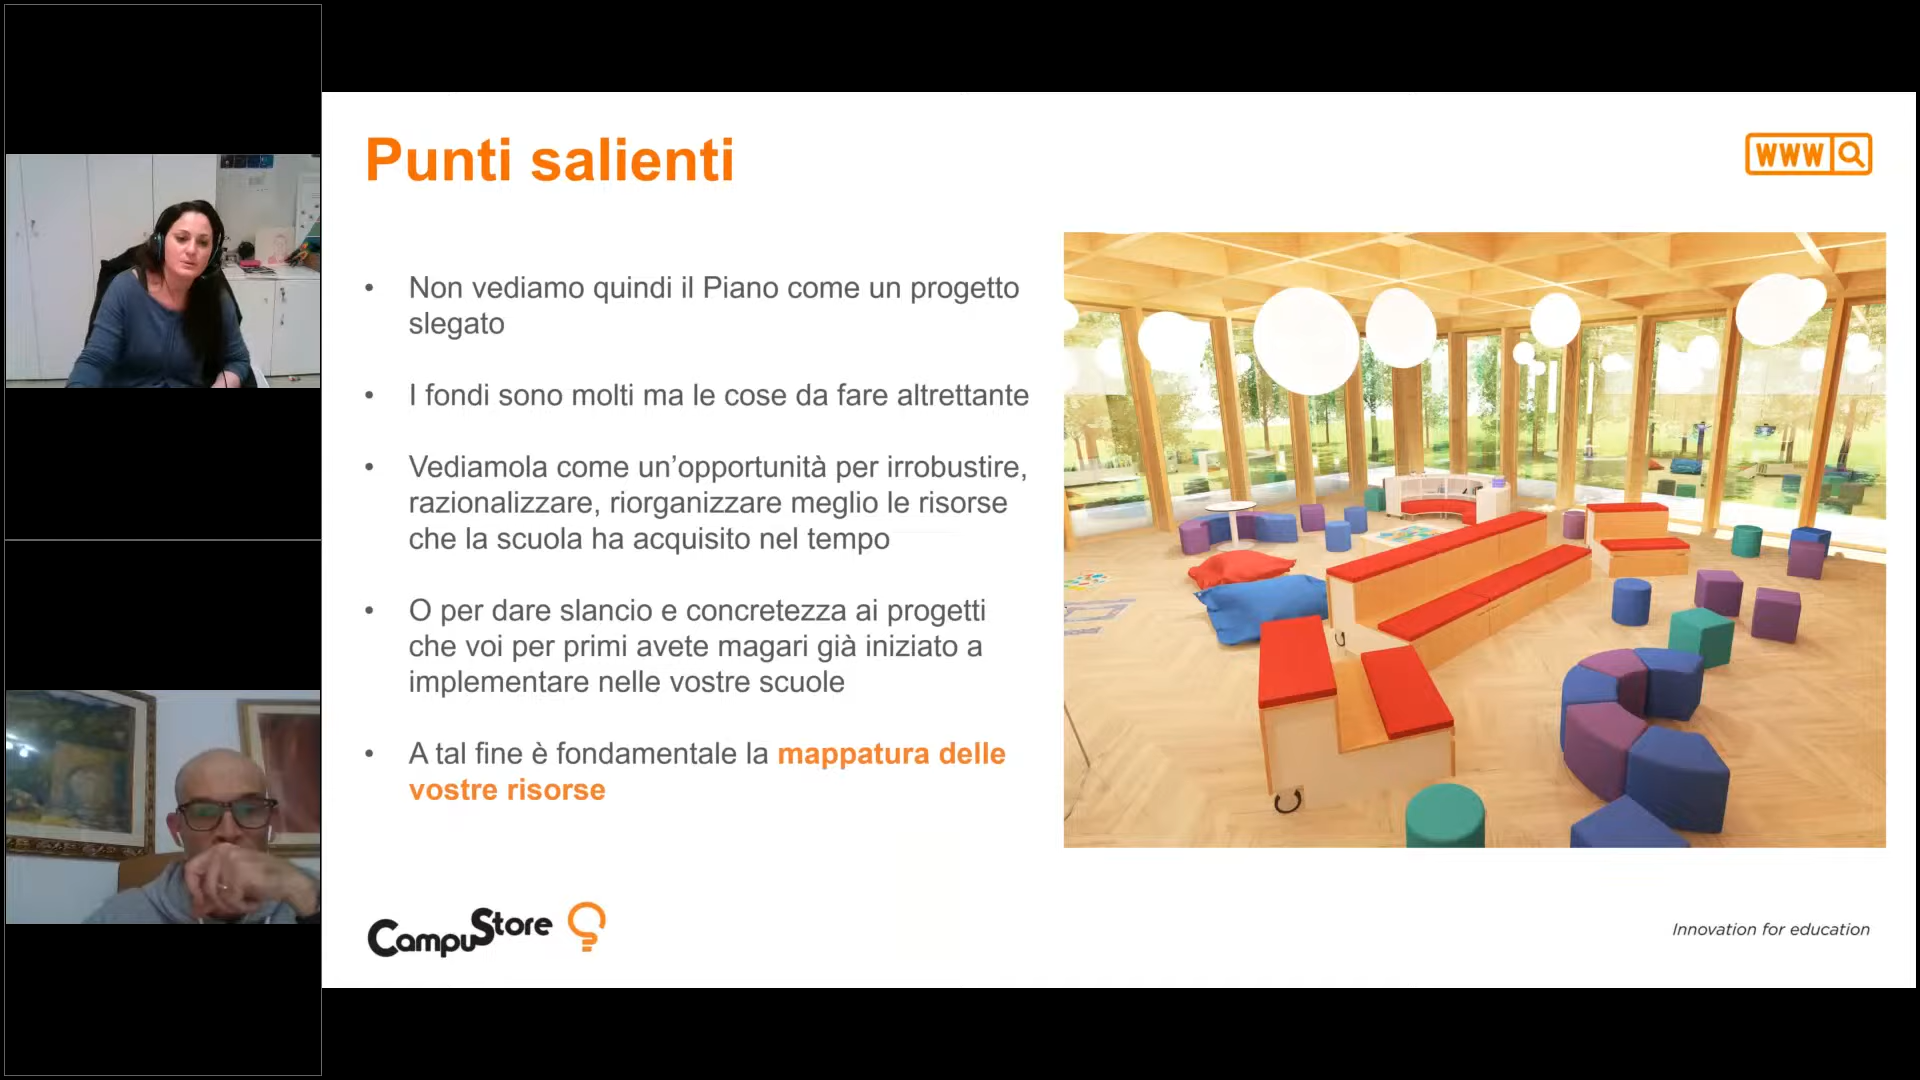 Punti salienti
WWW
• Non vediamo quindi il Piano come un progetto
slegato
• I fondi sono molti ma le cose da fare altrettante
• Vediamola come un’opportunità per irrobustire,
razionalizzare, riorganizzare meglio le risorse
che la scuola ha acquisito nel tempo
• O per dare slancio e concretezza ai progetti
che voi per primi avete magari già iniziato a
implementare nelle vostre scuole
• A tal fine è fondamentale la mappatura delle
vostre risorse
CampuStore
Innovation for education